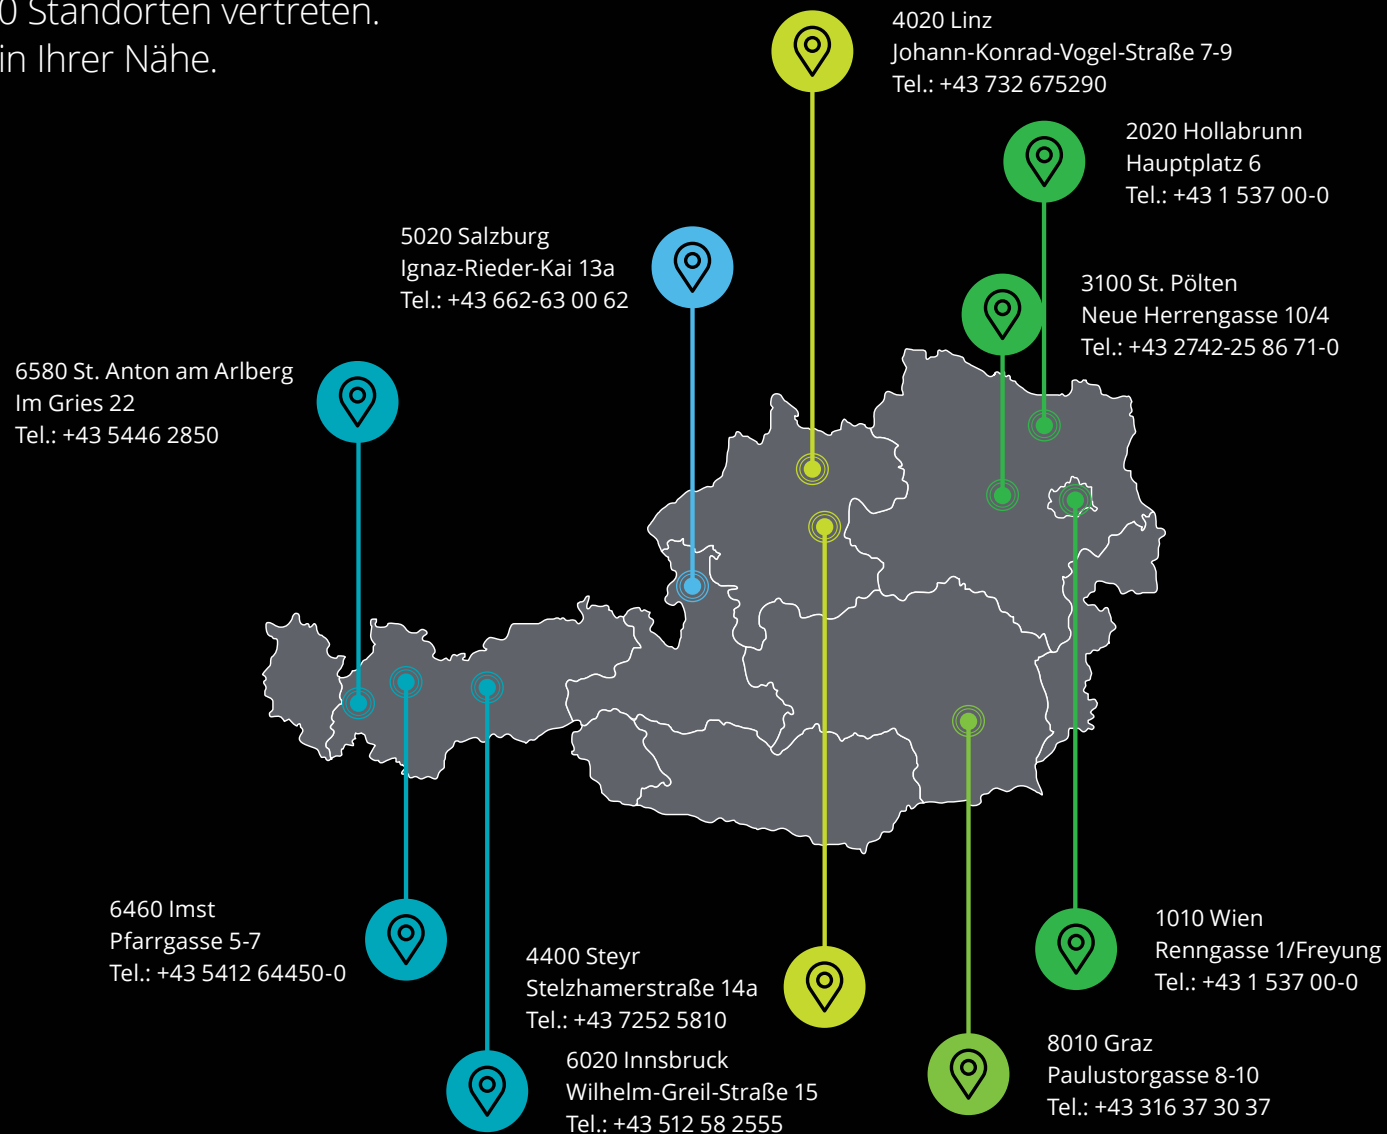 0 Standorten vertreten.
in Ihrer Nähe.
4020 Linz
Johann-Konrad-Vogel-Straße 7-9
Tel.: +43 732 675290
2020 Hollabrunn
Hauptplatz 6
Tel.: +43 1 537 00-0
5020 Salzburg
Ignaz-Rieder-Kai 13a
Tel.: +43 662-63 00 62
3100 St. Pölten
Neue Herrengasse 10/4
Tel.: +43 2742-25 86 71-0
6580 St. Anton am Arlberg
Im Gries 22
Tel.: +43 5446 2850
6460 Imst
Pfarrgasse 5-7
Tel.: +43 5412 64450-0
4400 Steyr
Stelzhamerstraße 14a
Tel.: +43 7252 5810
1010 Wien
Renngasse 1/Freyung
Tel.: +43 1 537 00-0
6020 Innsbruck
Wilhelm-Greil-Straße 15
Tel.: +43 512 58 2555
8010 Graz
Paulustorgasse 8-10
Tel.: +43 316 37 30 37